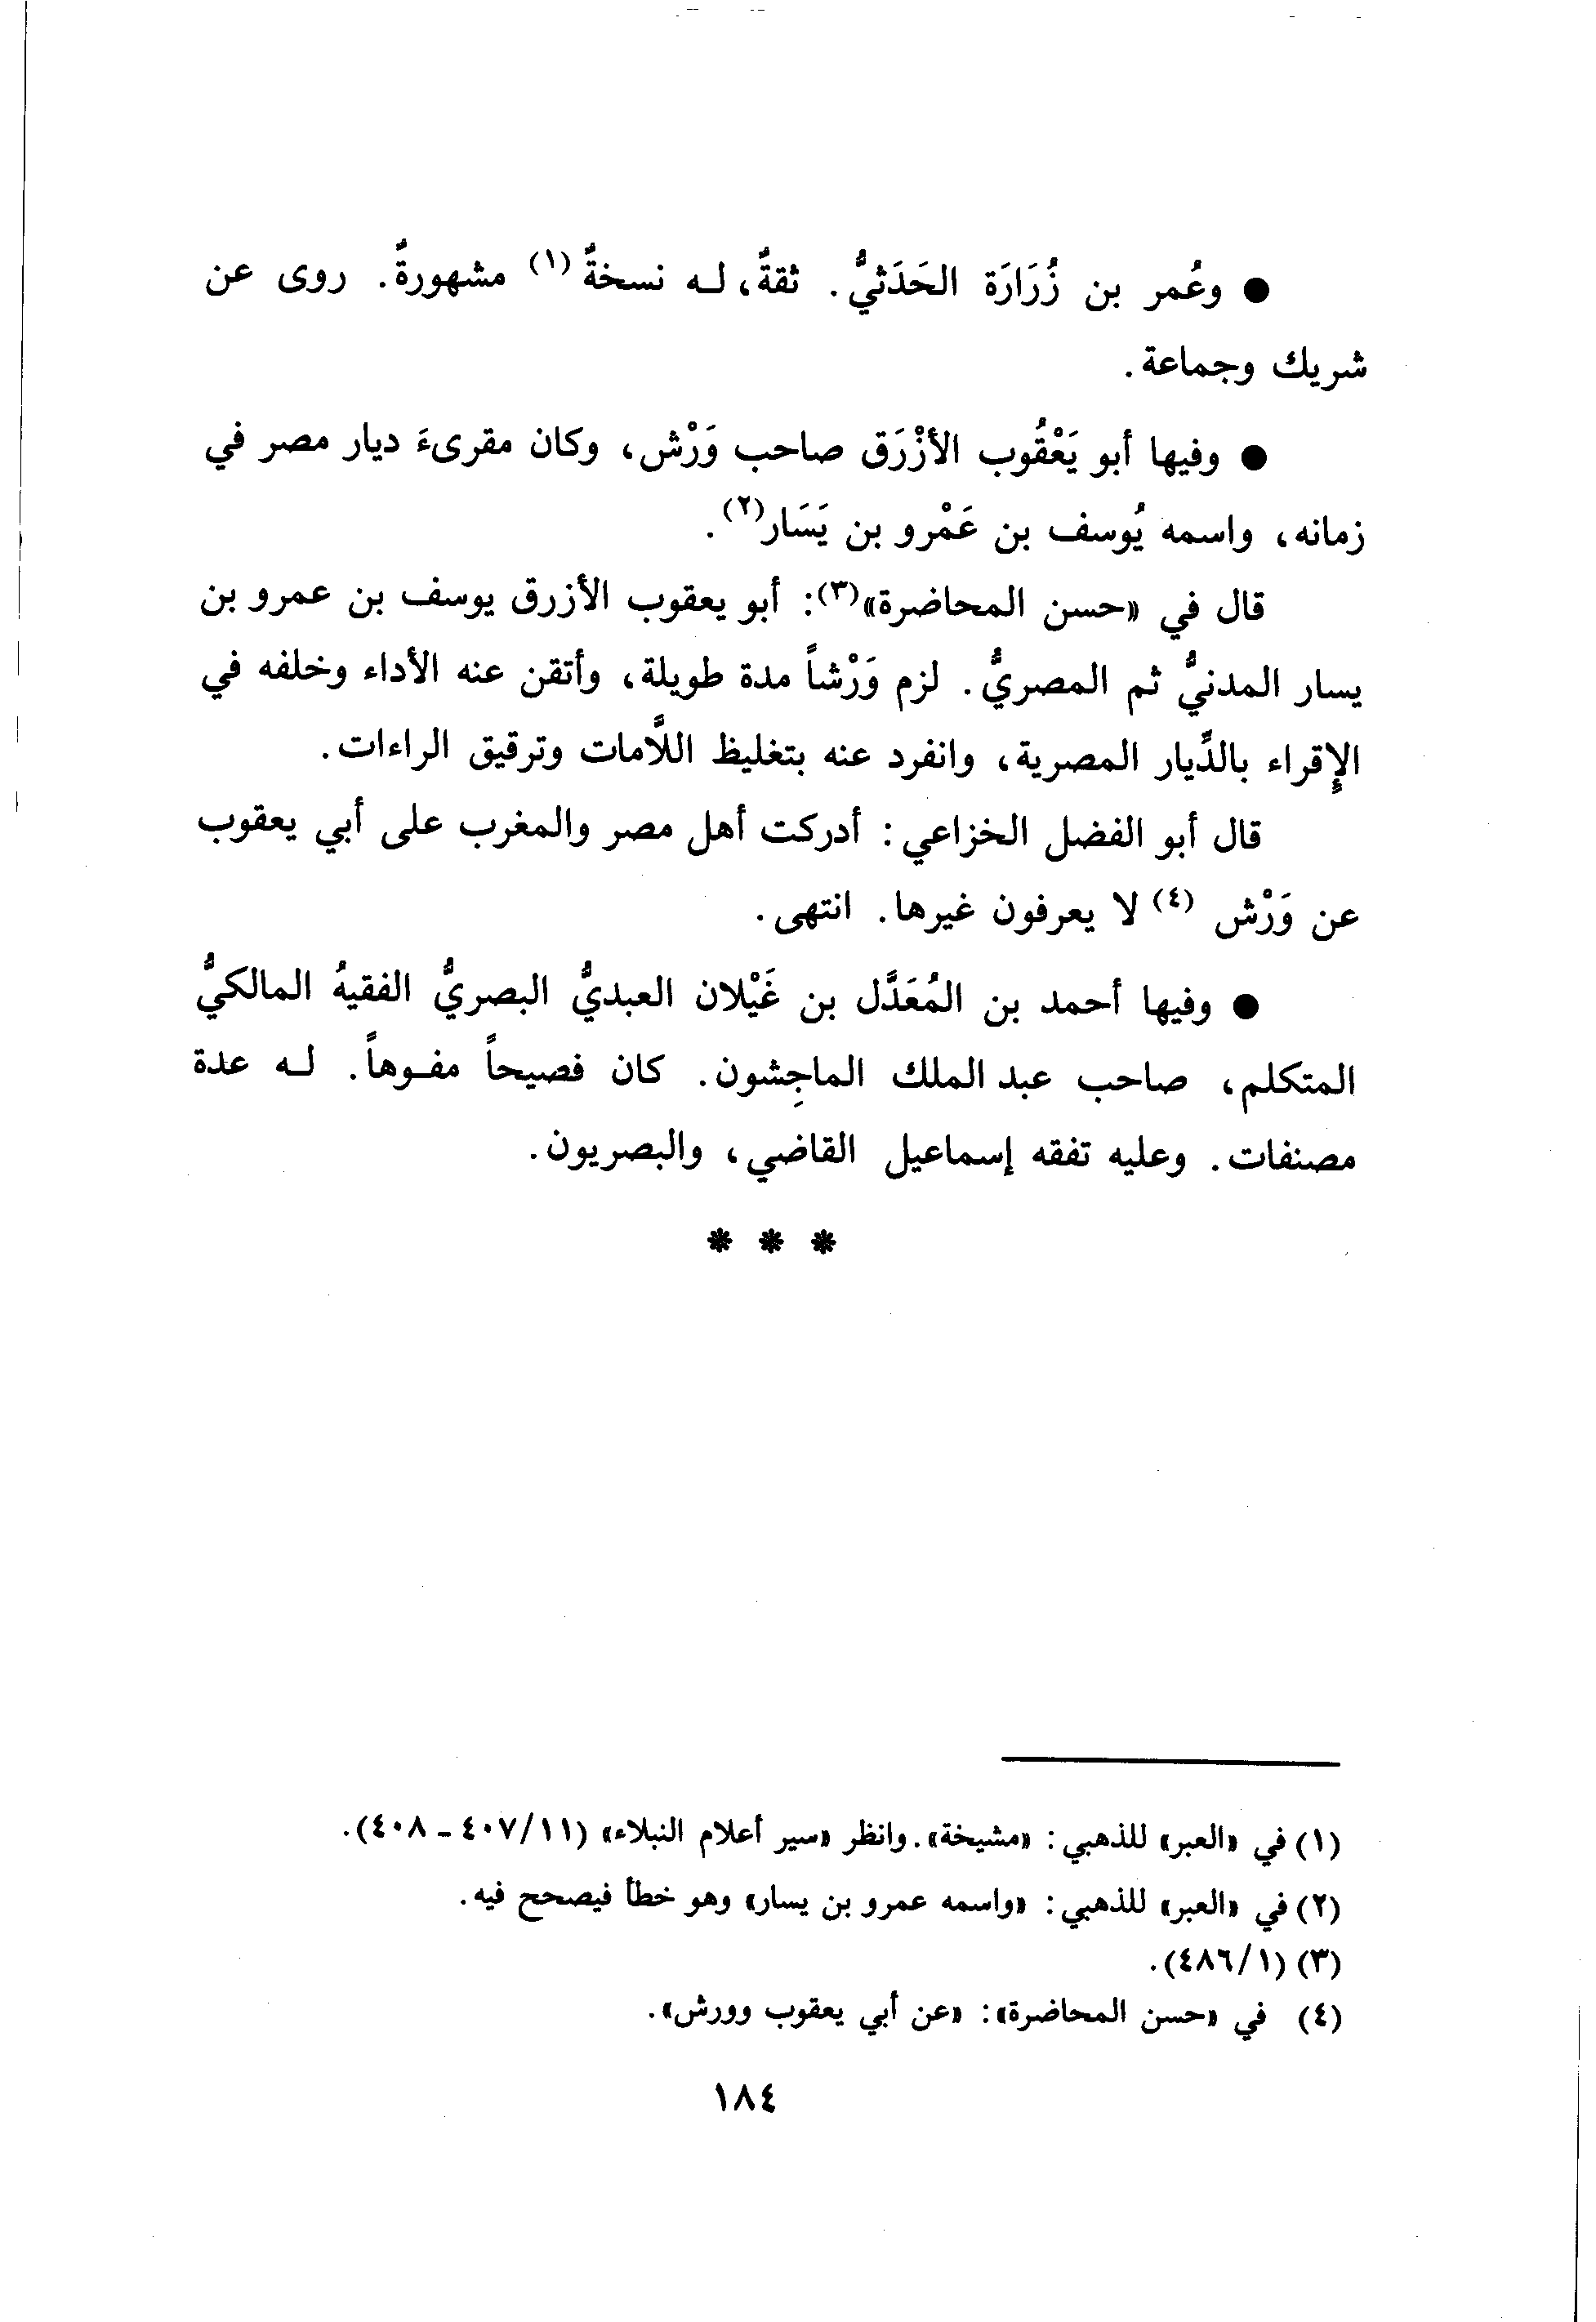 ● وعُمر بن زُرَارَة الحَدَثيُّ. ثقةٌ، لـه نسخةٌ (١) مشهورةٌ. روى عن
شريك وجماعة.
● وفيها أبو يَعْقُوب الأزْرَق صاحب وَرْش، وكان مقرىءَ ديار مصر في
زمانه، واسمه يُوسف بن عَمْرو بن يَسَار(٢).
قال في «حسن المحاضرة»(٣): أبو يعقوب الأزرق يوسف بن عمرو بن
يسار المدنيُّ ثم المصريُّ. لزم وَرْشاً مدة طويلة، وأتقن عنه الأداء وخلفه في
الإِقراء بالدِّيار المصرية، وانفرد عنه بتغليظ اللَّامات وترقيق الراءات.
قال أبو الفضل الخزاعي: أدركت أهل مصر والمغرب على أبي يعقوب
عن وَرْش (٤) لا يعرفون غيرها. انتهى.
● وفيها أحمد بن المُعَدَّل بن غَيْلان العبديُّ البصريُّ الفقيهُ المالكيُّ
المتكلم، صاحب عبد الملك الماجِشون. كان فصيحاً مفـوهاً. لـه عدة
مصنفات. وعليه تفقه إسماعيل القاضي، والبصريون.
* * *
(١) في «العبر» للذهبي: «مشيخة». وانظر «سير أعلام النبلاء» (١١/٤٠٧ ـ ٤٠٨).
(٢) في «العبر» للذهبي: «واسمه عمرو بن يسار» وهو خطأ فيصحح فيه.
(٣) (١/٤٨٦).
(٤) في «حسن المحاضرة»: «عن أبي يعقوب وورش».
١٨٤